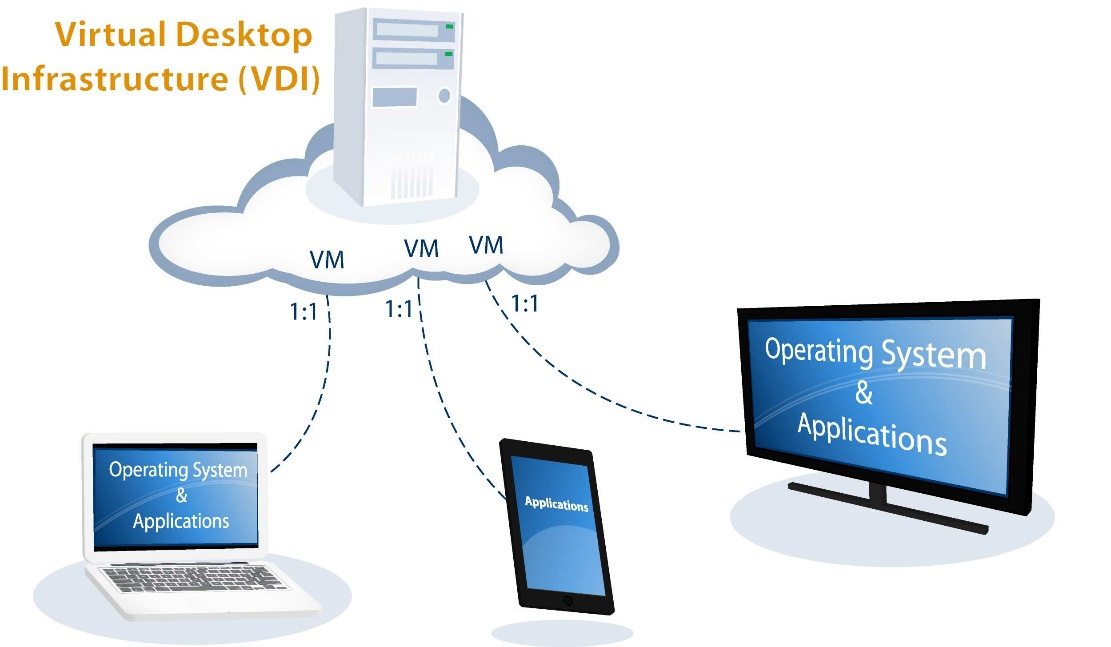 Virtual Desktop
Infrastructure (VDI)
VM
VM
VM
1:1
1:1
1:1
Operating System
&
Applications
Applications
Operating System
&
Applications